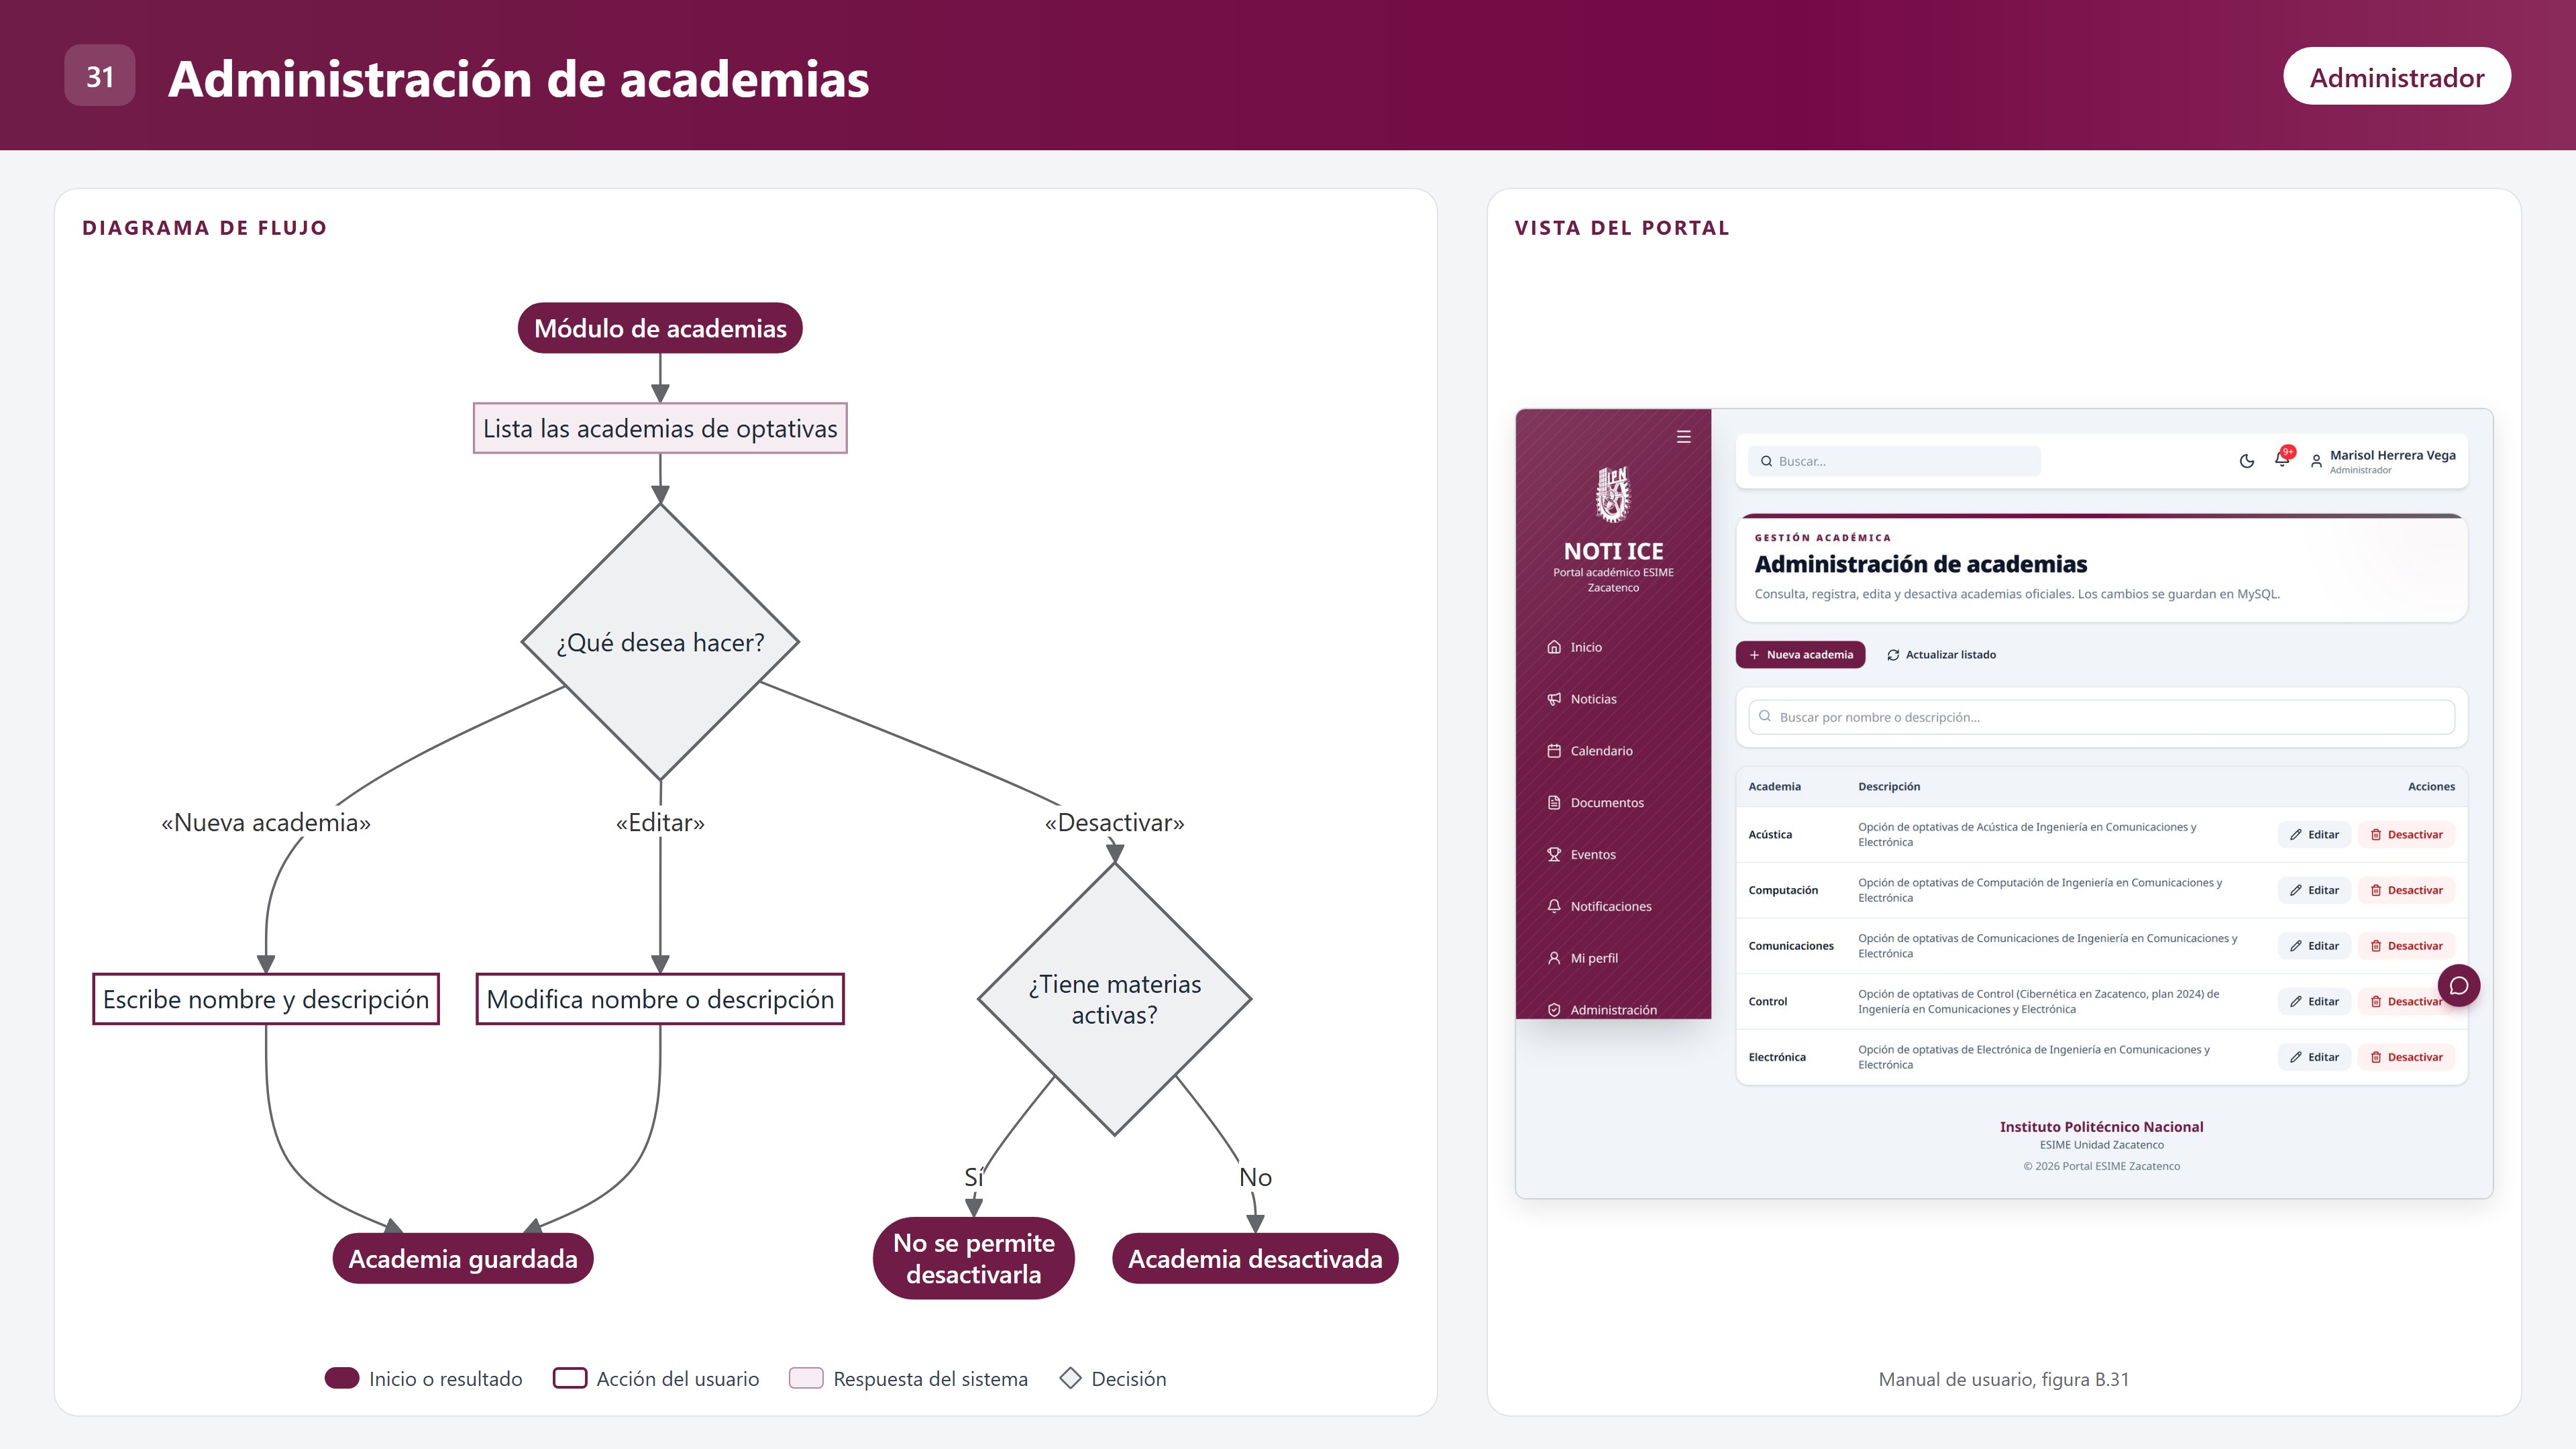 31
Administración de academias
Administrador
DIAGRAMA DE FLUJO
Módulo de academias
Lista las academias de optativas
¿Qué desea hacer?
«Nueva academia»
«Editar»
«Desactivar»
Escribe nombre y descripción
Modifica nombre o descripción
¿Tiene materias
activas?
Sí
No
Academia guardada
No se permite
desactivarla
Academia desactivada
Inicio o resultado
Acción del usuario
Respuesta del sistema
Decisión
VISTA DEL PORTAL
IPN
NOTI ICE
Portal académico ESIME
Zacatenco
Inicio
Noticias
Calendario
Documentos
Eventos
Notificaciones
Mi perfil
Administración
Buscar...
9+
Marisol Herrera Vega
Administrador
GESTIÓN ACADÉMICA
Administración de academias
Consulta, registra, edita y desactiva academias oficiales. Los cambios se guardan en MySQL.
Nueva academia
Actualizar listado
Buscar por nombre o descripción...
Academia Descripción Acciones
Acústica
Opción de optativas de Acústica de Ingeniería en Comunicaciones y
Electrónica
Editar Desactivar
Computación
Opción de optativas de Computación de Ingeniería en Comunicaciones y
Electrónica
Editar Desactivar
Comunicaciones
Opción de optativas de Comunicaciones de Ingeniería en Comunicaciones y
Electrónica
Editar Desactivar
Control
Opción de optativas de Control (Cibernética en Zacatenco, plan 2024) de
Ingeniería en Comunicaciones y Electrónica
Editar Desactivar
Electrónica
Opción de optativas de Electrónica de Ingeniería en Comunicaciones y
Electrónica
Editar Desactivar
Instituto Politécnico Nacional
ESIME Unidad Zacatenco
© 2026 Portal ESIME Zacatenco
Manual de usuario, figura B.31